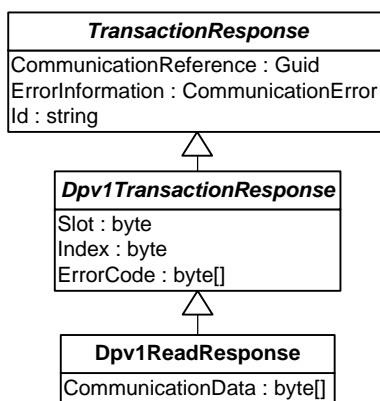 TransactionResponse
CommunicationReference : Guid
ErrorInformation : CommunicationError
Id : string
Dpv1TransactionResponse
Slot : byte
Index : byte
ErrorCode : byte[]
Dpv1ReadResponse
CommunicationData : byte[]